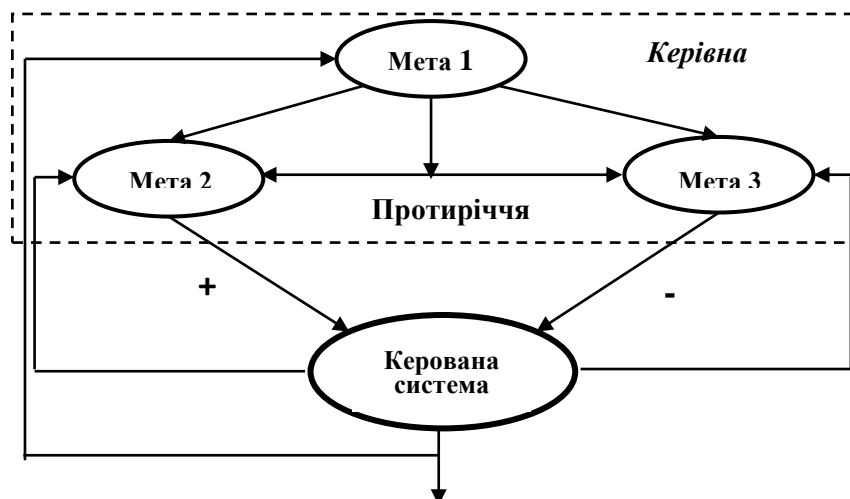 Мета 1
Керівна
Мета 2
Мета 3
Протиріччя
+
-
Керована
система